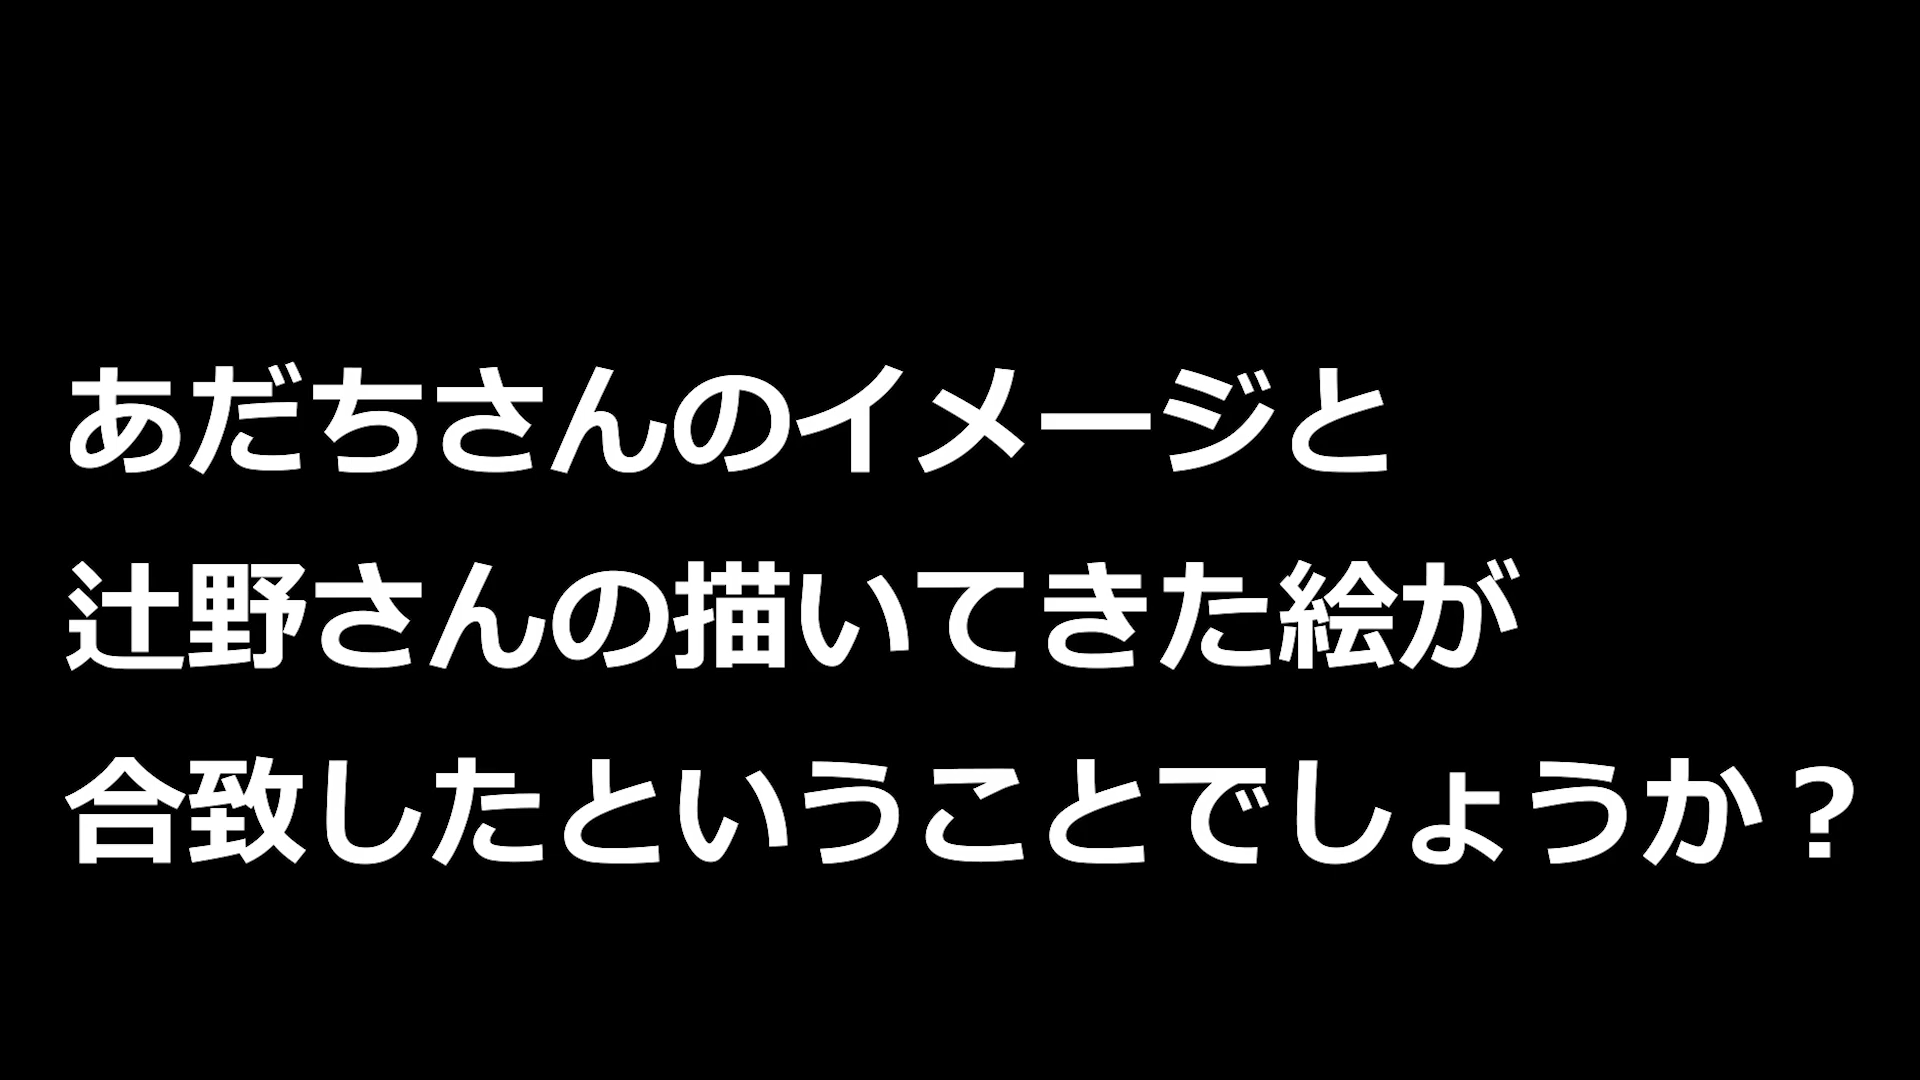 あだちさんのイメージと
辻野さんの描いてきた絵が
合致したということでしょうか？